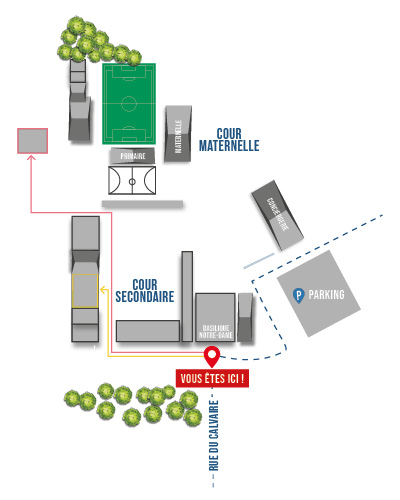 COUR
MATERNELLE
MATERNELLE
PRIMAIRE
CONCIERGERIE
COUR
SECONDAIRE
P PARKING
BASILIQUE
NOTRE-DAME
VOUS ÊTES ICI !
RUE DU CALVAIRE